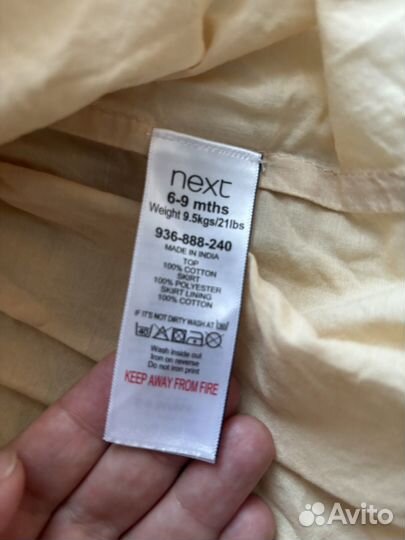 next
6-9 mths
Weight 9.5kgs/21lbs
936-888-240
MADE IN INDIA
TOP
100% COTTON
SKIRT
100% POLYESTER
SKIRT LINING
100% COTTON
IF IT'S NOT DIRTY WASH AT
Wash inside out
Iron on reverse
Do not iron print
KEEP AWAY FROM FIRE
Avito